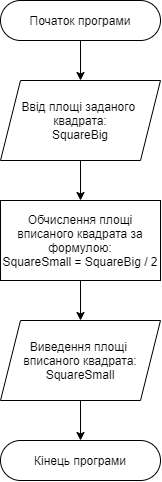 Початок програми
Ввід площі заданого
квадрата:
SquareBig
Обчислення площі
вписаного квадрата за
формулою:
SquareSmall = SquareBig / 2
Виведення площі
вписаного квадрата:
SquareSmall
Кінець програми